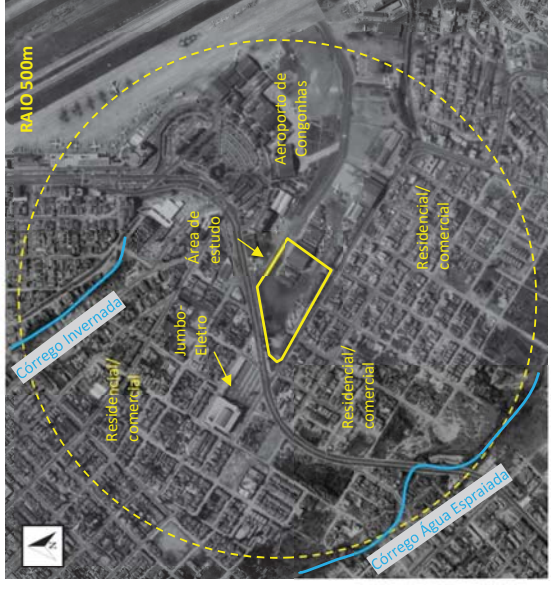 RAIO 500m
Aeroporto de
Congonhas
Área de
estudo
Residencial/
comercial
Jumbor
Eletro
Córrego Invernada
Residencial/
comercial
Residencial/
comercial
Córrego Água Espraiada
N